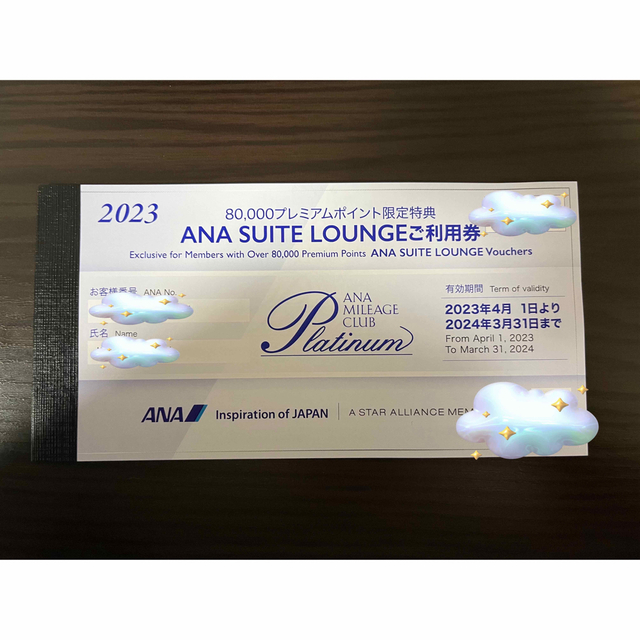 2023
80,000プレミアムポイント限定特典
ANA SUITE LOUNGEご利用券
Exclusive for Members with Over 80,000 Premium Points ANA SUITE LOUNGE Vouchers
お客様番号 ANA No.
氏名 Name
ANA
MILEAGE
CLUB
Platinum
有効期間 Term of validity
2023年4月 1日より
2024年3月31日まで
From April 1, 2023
To March 31, 2024
ANA Inspiration of JAPAN A STAR ALLIANCE